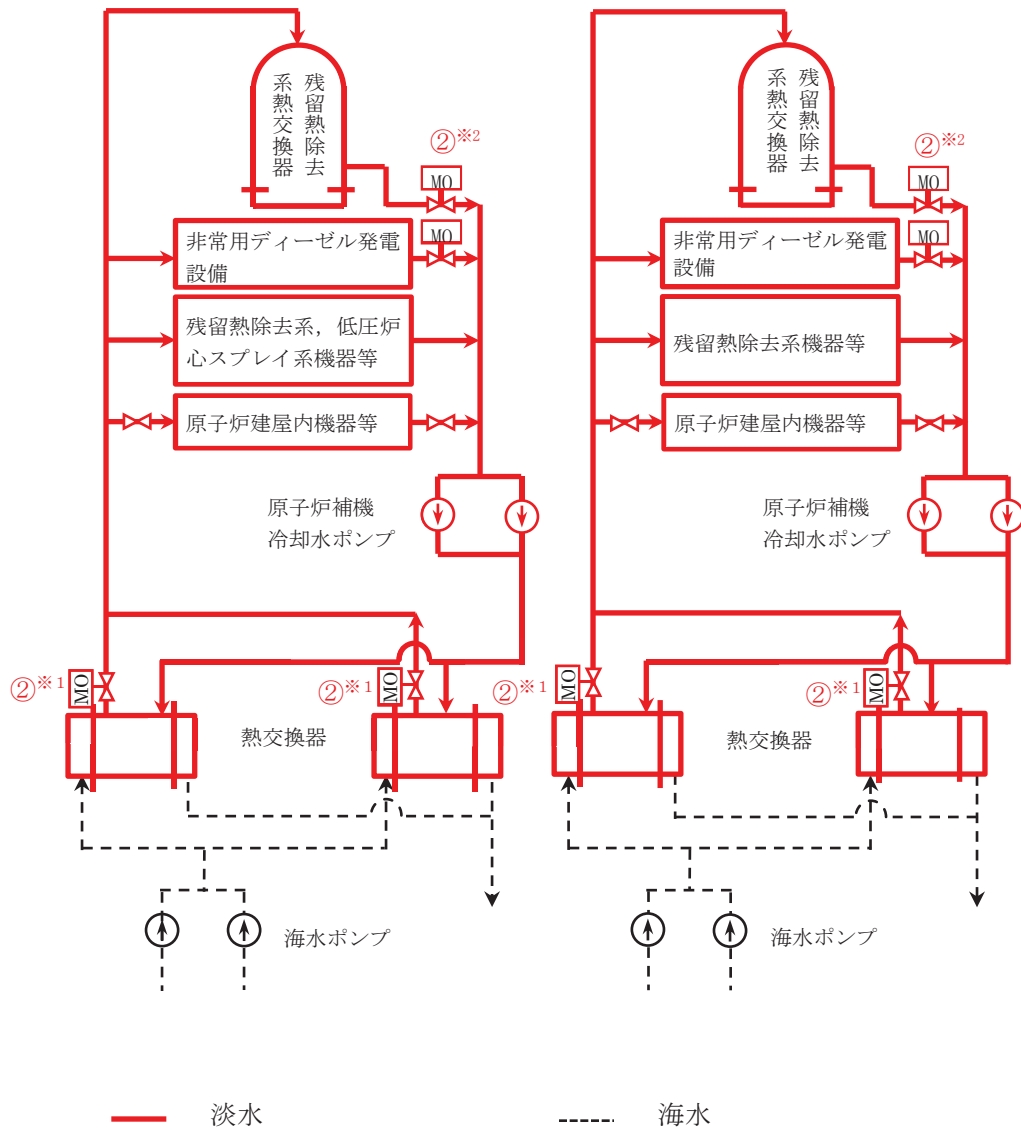 残留熱除去
系熱交換器
②※2
MO
MO
非常用ディーゼル発電
設備
残留熱除去系，低圧炉
心スプレイ系機器等
原子炉建屋内機器等
原子炉補機
冷却水ポンプ
②※1
MO
②※1
MO
熱交換器
海水ポンプ
残留熱除去
系熱交換器
②※2
MO
MO
非常用ディーゼル発電
設備
残留熱除去系機器等
原子炉建屋内機器等
原子炉補機
冷却水ポンプ
②※1
MO
②※1
MO
熱交換器
海水ポンプ
淡水
海水